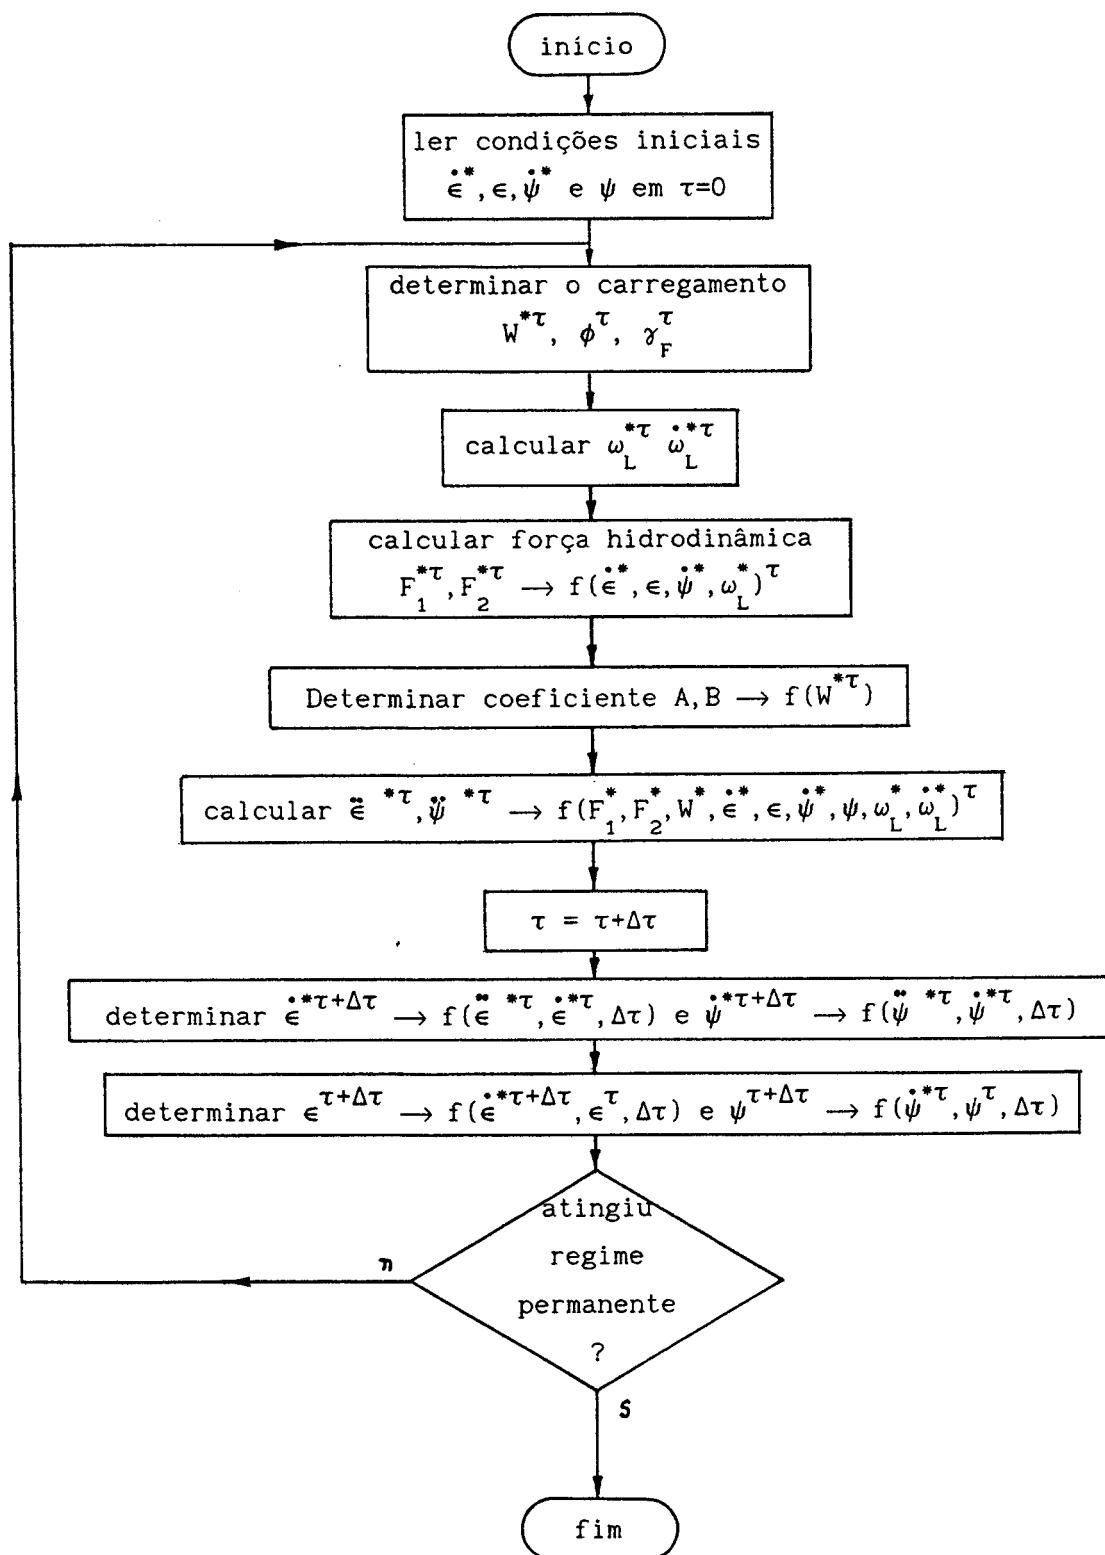 início
ler condições iniciais
ϵ̇*, ϵ, ψ̇* e ψ em τ=0
determinar o carregamento
W*τ, ϕτ, γFτ
calcular ωL*τ ω̇L*τ
calcular força hidrodinâmica
F1*τ, F2*τ → f(ϵ̇*, ϵ, ψ̇*, ωL*)τ
Determinar coeficiente A,B → f(W*τ)
calcular ϵ̈ *τ, ψ̈ *τ → f(F1*, F2*, W*, ϵ̇*, ϵ, ψ̇*, ψ, ωL*, ω̇L*)τ
τ = τ+Δτ
determinar ϵ̇*τ+Δτ → f(ϵ̈ *τ, ϵ̇*τ, Δτ) e ψ̇*τ+Δτ → f(ψ̈ *τ, ψ̇*τ, Δτ)
determinar ϵτ+Δτ → f(ϵ̇*τ+Δτ, ϵτ, Δτ) e ψτ+Δτ → f(ψ̇*τ, ψτ, Δτ)
atingiu
regime
n
permanente
?
s
fim